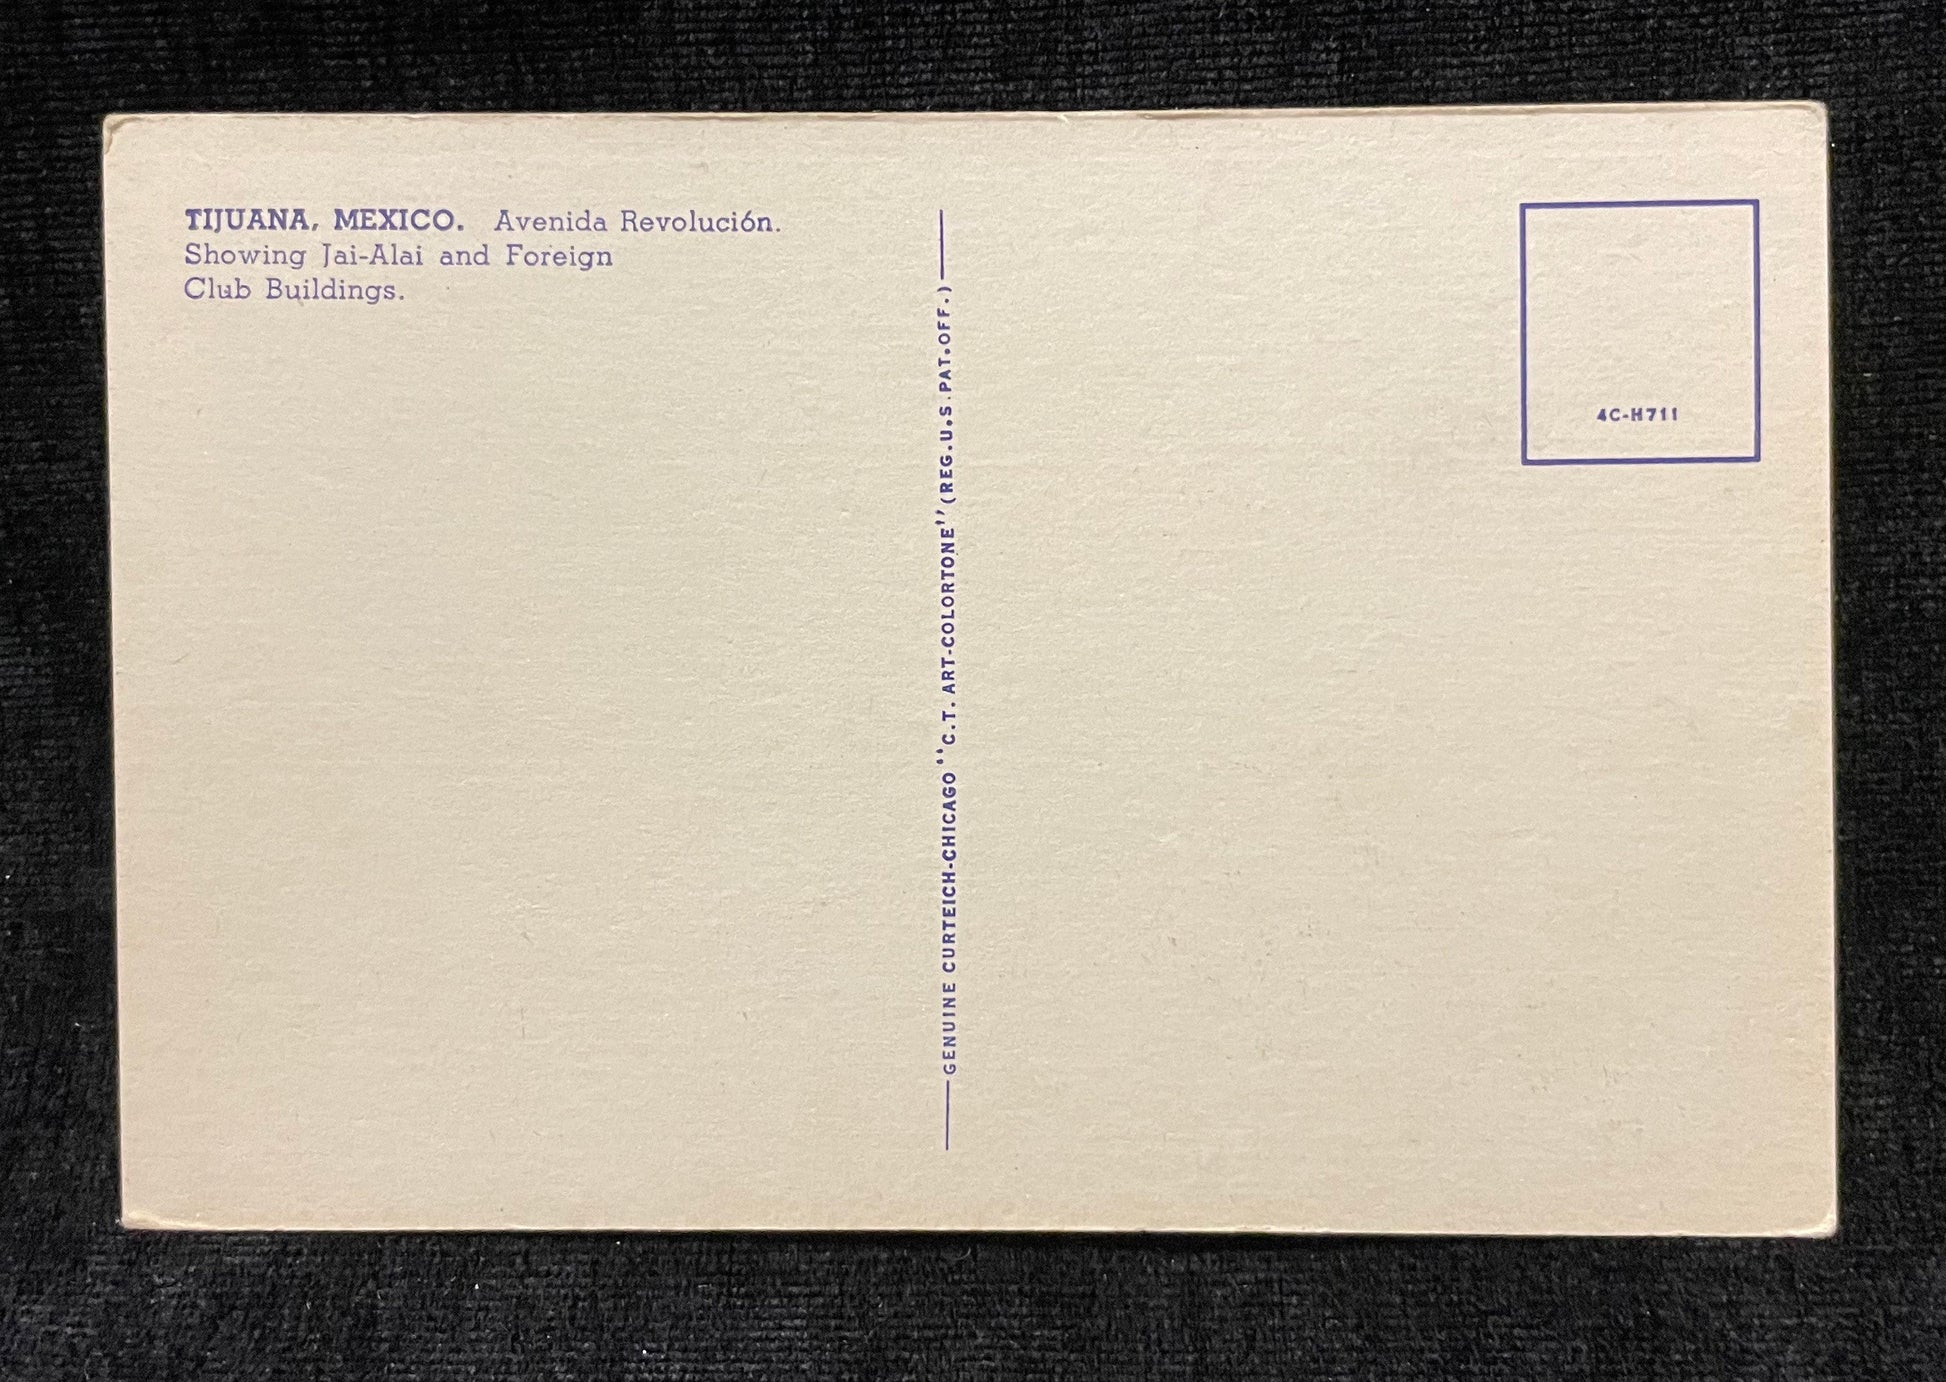 TIJUANA, MEXICO. Avenida Revolución.
Showing Jai-Alai and Foreign
Club Buildings.
GENUINE CURTEICH-CHICAGO "C.T. ART-COLORTONE" (REG. U.S. PAT. OFF.)
4C-H711